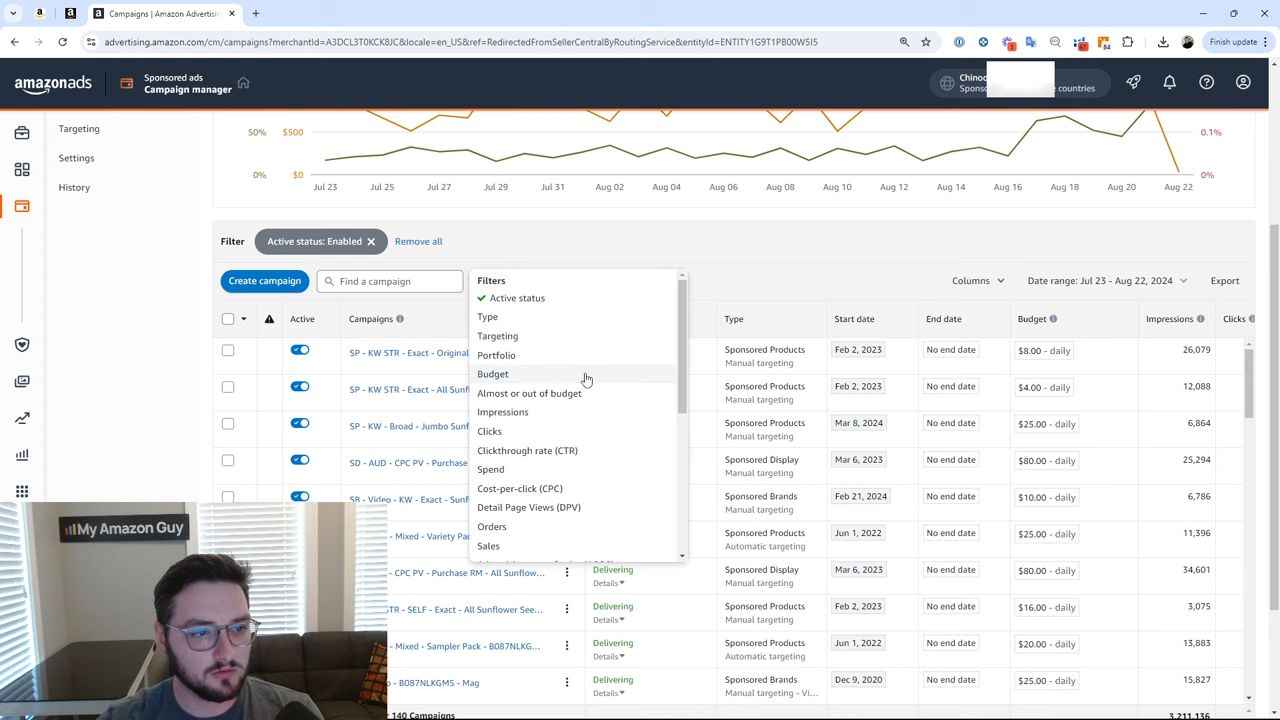 Campaigns | Amazon Advertisin
advertising.amazon.com/cm/campaigns?merchantId=A3DCL3T0KCK8JC&locale=en_US&ref=RedirectedFromSellerCentralByRoutingService&entityId=ENTITY1G9T1PBD0W5I5
3
67
84
Finish update
amazonads
Sponsored ads
Campaign manager
Chinoo
Spons
e countries
Targeting
Settings
History
50%
$500
0.1%
0%
$0
0%
Jul 23
Jul 25
Jul 27
Jul 29
Jul 31
Aug 02
Aug 04
Aug 06
Aug 08
Aug 10
Aug 12
Aug 14
Aug 16
Aug 18
Aug 20
Aug 22
Filter
Active status: Enabled
Remove all
Create campaign
Find a campaign
Columns
Date range: Jul 23 - Aug 22, 2024
Export
Filters
Active status
Type
Targeting
Portfolio
Budget
Almost or out of budget
Impressions
Clicks
Clickthrough rate (CTR)
Spend
Cost-per-click (CPC)
Detail Page Views (DPV)
Orders
Sales
Active
Campaigns
Type
Start date
End date
Budget
Impressions
Clicks
SP - KW STR - Exact - Original
Sponsored Products
Manual targeting
Feb 2, 2023
No end date
$8.00 - daily
26,079
SP - KW STR - Exact - All Sunf
Sponsored Products
Manual targeting
Feb 2, 2023
No end date
$4.00 - daily
12,088
SP - KW - Broad - Jumbo Sunf
Sponsored Products
Manual targeting
Mar 8, 2024
No end date
$25.00 - daily
6,864
SD - AUD - CPC PV - Purchase
Sponsored Display
Manual targeting
Mar 6, 2023
No end date
$80.00 - daily
25,294
SB - Video - KW - Exact - Sunf
Sponsored Brands
Manual targeting
Feb 21, 2024
No end date
$10.00 - daily
6,786
- Mixed - Variety Pac
Sponsored Products
Automatic targeting
Jun 1, 2022
No end date
$25.00 - daily
11,396
- CPC PV - Purchase RM - All Sunflow...
Delivering
Details
Sponsored Display
Manual targeting
Mar 6, 2023
No end date
$80.00 - daily
34,601
STR - SELF - Exact - All Sunflower See...
Delivering
Details
Sponsored Products
Manual targeting
Feb 2, 2023
No end date
$16.00 - daily
3,075
- Mixed - Sampler Pack - B087NLKG...
Delivering
Details
Sponsored Products
Automatic targeting
Jun 1, 2022
No end date
$20.00 - daily
13,883
o - B087NLKGM5 - Mag
Delivering
Details
Sponsored Brands
Manual targeting - Vi...
Dec 9, 2020
No end date
$25.00 - daily
15,827
140 Campaigns
3,211,136
My Amazon Guy